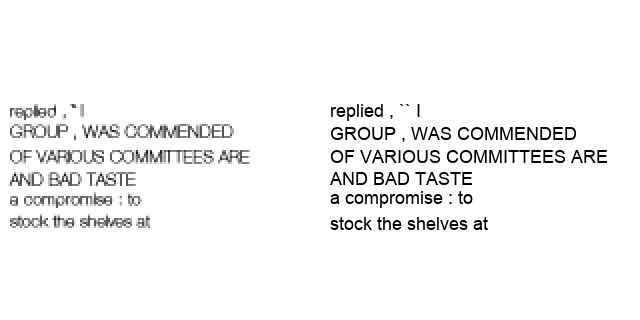 replied , `` I
GROUP , WAS COMMENDED
OF VARIOUS COMMITTEES ARE
AND BAD TASTE
a compromise : to
stock the shelves at
replied , `` I
GROUP , WAS COMMENDED
OF VARIOUS COMMITTEES ARE
AND BAD TASTE
a compromise : to
stock the shelves at